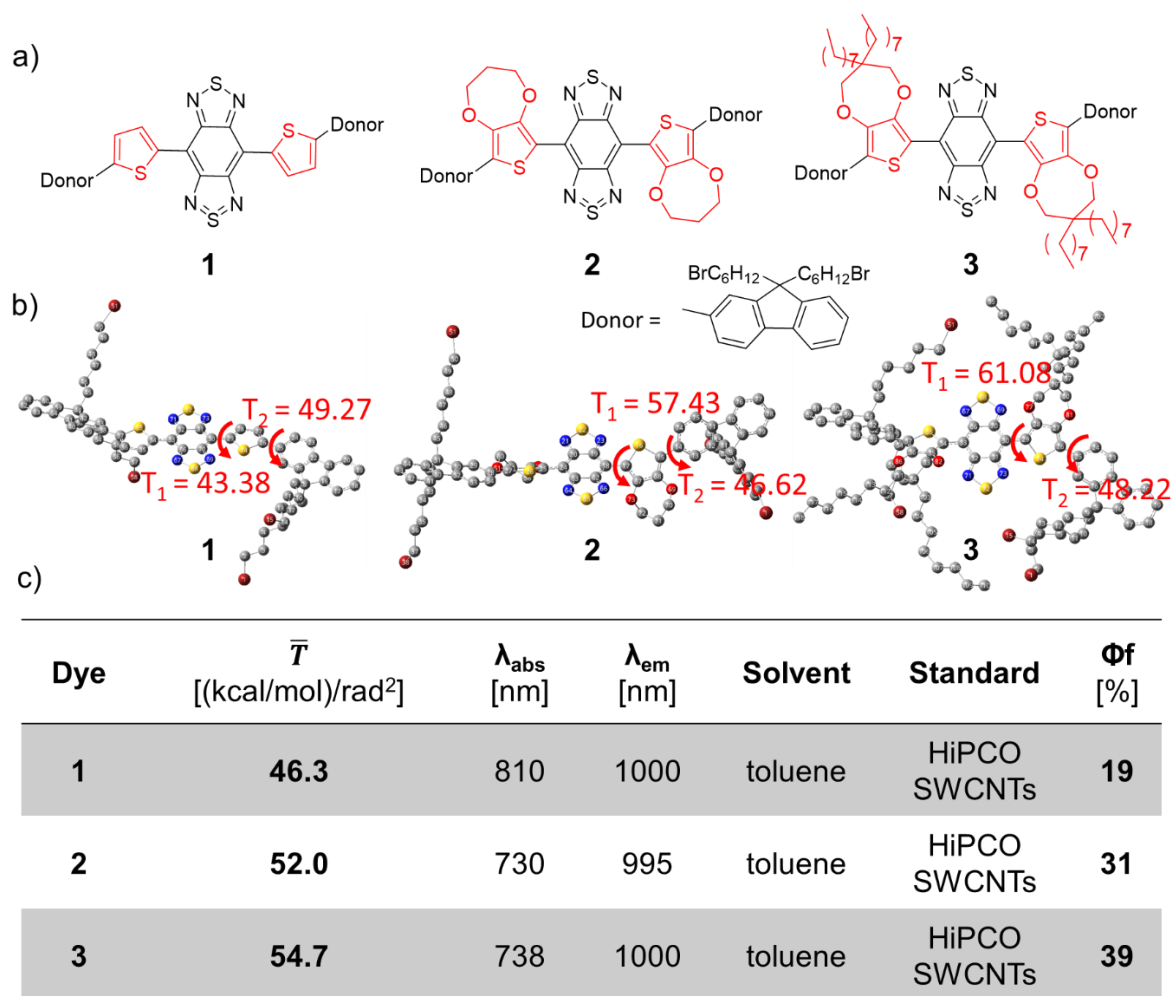 a)
1
2
3
Donor
Donor
Donor
Donor
Donor
Donor
S
N
N
N
N
S
S
S
O
O
S
N
N
N
N
S
S
S
O
O
( )7
( )7
O
O
S
N
N
N
N
S
S
S
O
O
( )7
( )7
b)
Donor =
BrC6H12
C6H12Br
T1 = 43.38
T2 = 49.27
1
T1 = 57.43
T2 = 46.62
2
T1 = 61.08
T2 = 48.22
3
c)
Dye T̅ λabs λem Solvent Standard Φf
[(kcal/mol)/rad²] [nm] [nm] [%]
1 46.3 810 1000 toluene HiPCO SWCNTs 19
2 52.0 730 995 toluene HiPCO SWCNTs 31
3 54.7 738 1000 toluene HiPCO SWCNTs 39